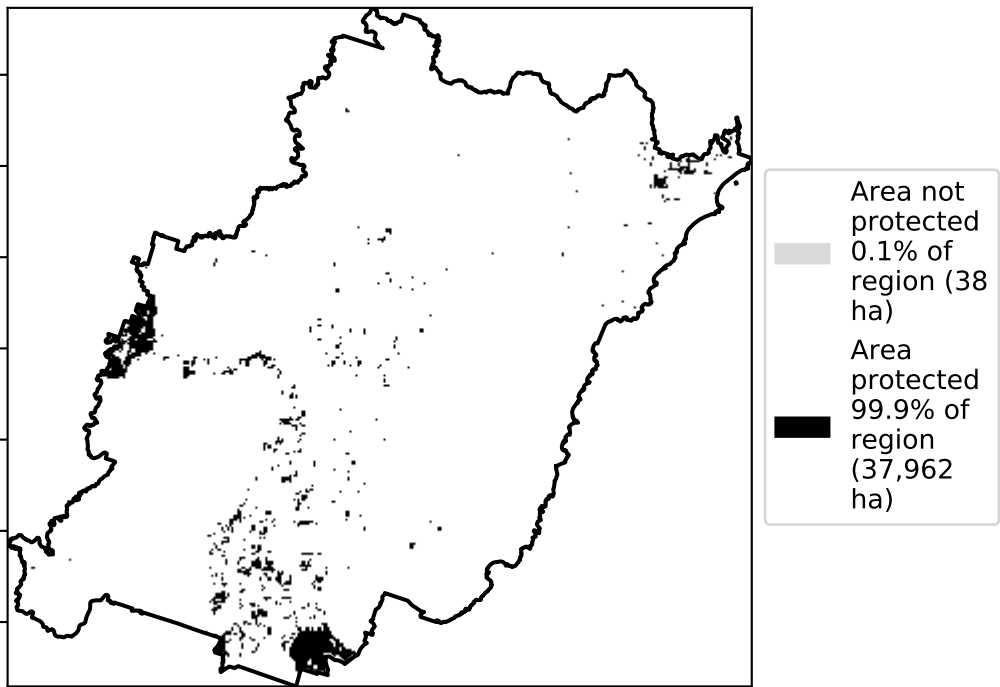 Area not
protected
0.1% of
region (38
ha)
Area
protected
99.9% of
region
(37,962
ha)